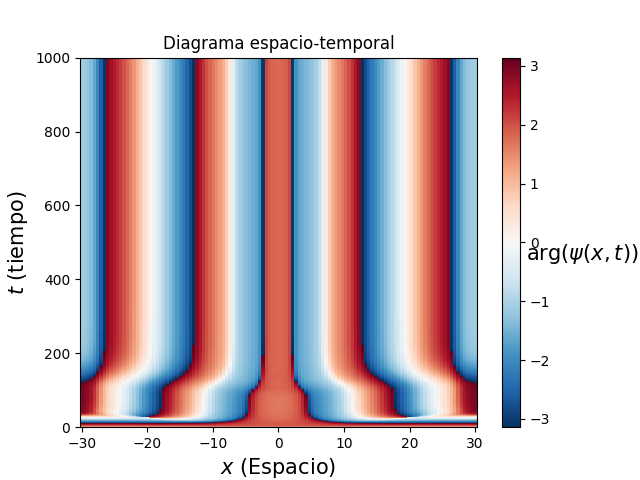 Diagrama espacio-temporal
1000
800
600
400
200
0
t (tiempo)
−30 −20 −10 0 10 20 30
x (Espacio)
3
2
1
0
−1
−2
−3
arg(ψ(x, t))